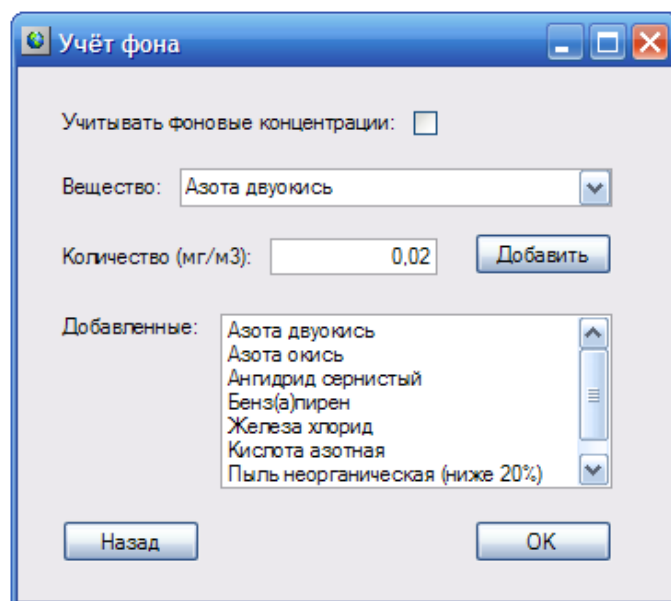 Учёт фона
Учитывать фоновые концентрации:
Вещество: Азота двуокись
Количество (мг/м3): 0,02 Добавить
Добавленные: Азота двуокись
Азота окись
Ангидрид сернистый
Бенз(а)пирен
Железа хлорид
Кислота азотная
Пыль неорганическая (ниже 20%)
Назад OK